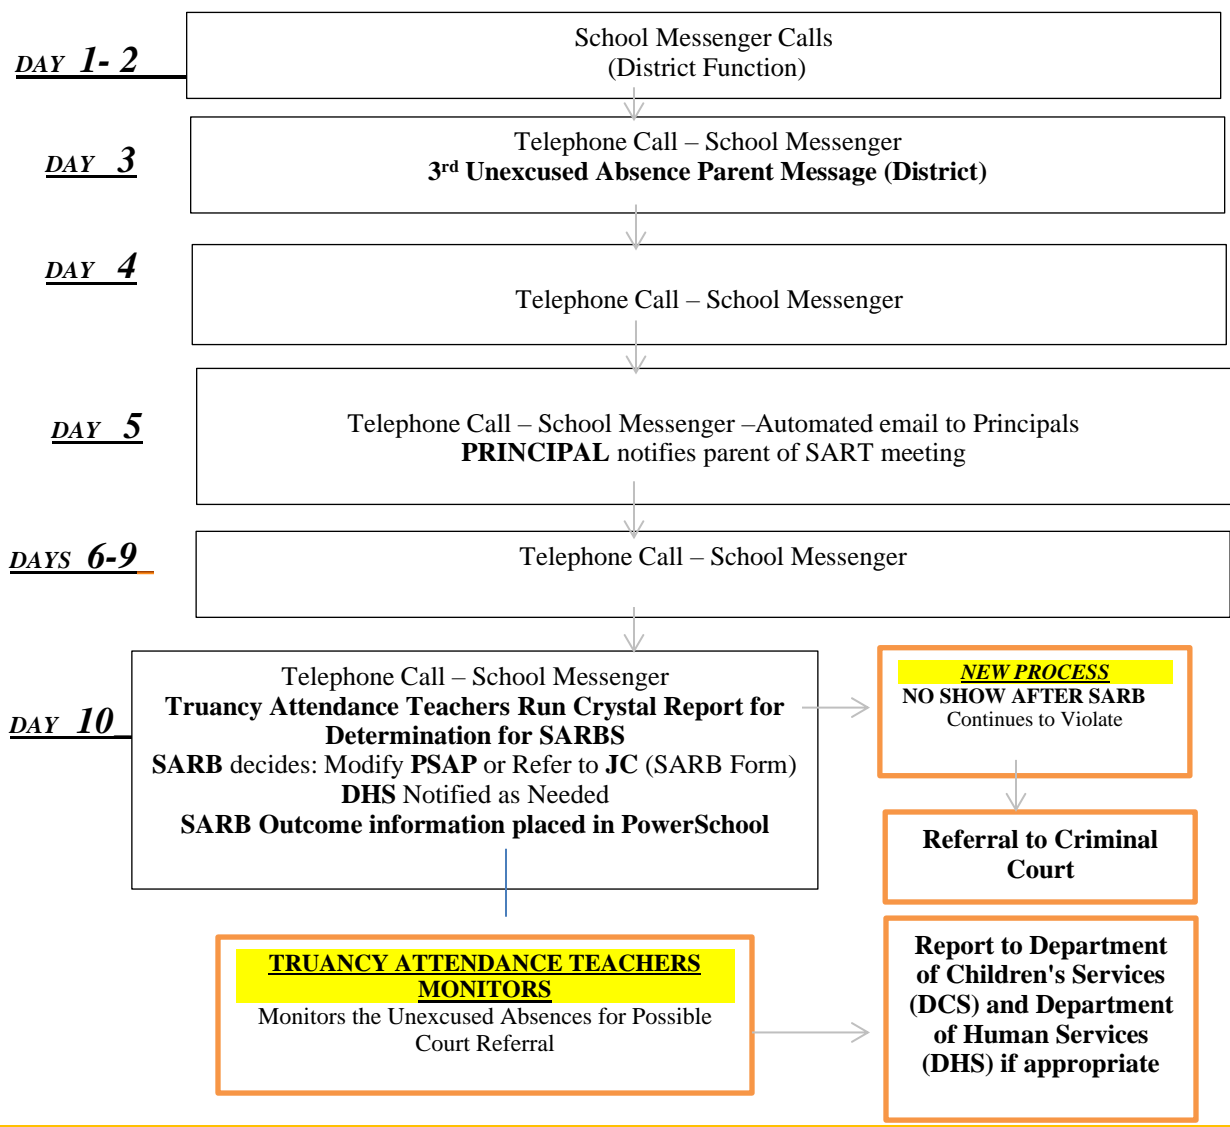 DAY 1- 2
School Messenger Calls
(District Function)
DAY 3
Telephone Call – School Messenger
3rd Unexcused Absence Parent Message (District)
DAY 4
Telephone Call – School Messenger
DAY 5
Telephone Call – School Messenger –Automated email to Principals
PRINCIPAL notifies parent of SART meeting
DAYS 6-9
Telephone Call – School Messenger
DAY 10
Telephone Call – School Messenger
Truancy Attendance Teachers Run Crystal Report for
Determination for SARBS
SARB decides: Modify PSAP or Refer to JC (SARB Form)
DHS Notified as Needed
SARB Outcome information placed in PowerSchool
NEW PROCESS
NO SHOW AFTER SARB
Continues to Violate
Referral to Criminal
Court
TRUANCY ATTENDANCE TEACHERS
MONITORS
Monitors the Unexcused Absences for Possible
Court Referral
Report to Department
of Children's Services
(DCS) and Department
of Human Services
(DHS) if appropriate